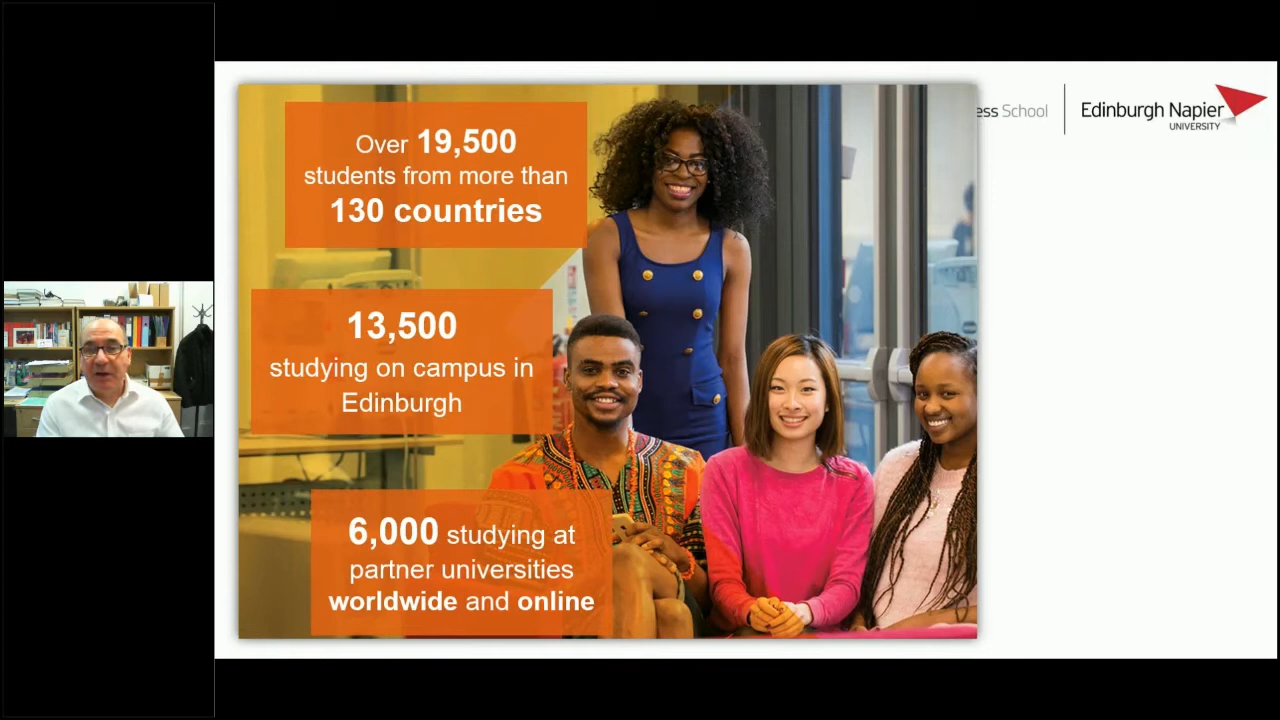 Over 19,500
students from more than
130 countries
13,500
studying on campus in
Edinburgh
6,000 studying at
partner universities
worldwide and online
School
Edinburgh Napier
UNIVERSITY